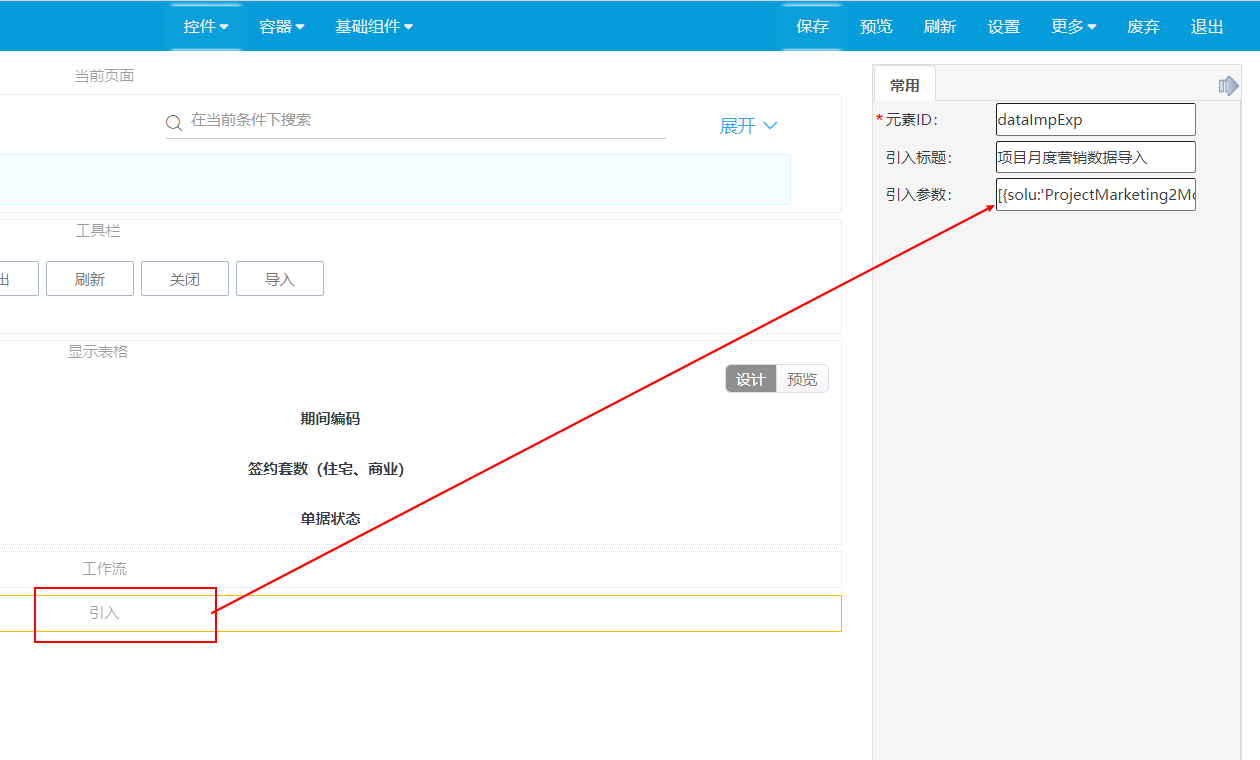 控件 容器 基础组件 保存 预览 刷新 设置 更多 废弃 退出
当前页面
在当前条件下搜索 展开
工具栏
出 刷新 关闭 导入
显示表格
设计 预览
期间编码
签约套数（住宅、商业）
单据状态
工作流
引入
常用
*元素ID: dataImpExp
引入标题: 项目月度营销数据导入
引入参数: [{solu:'ProjectMarketing2Mo